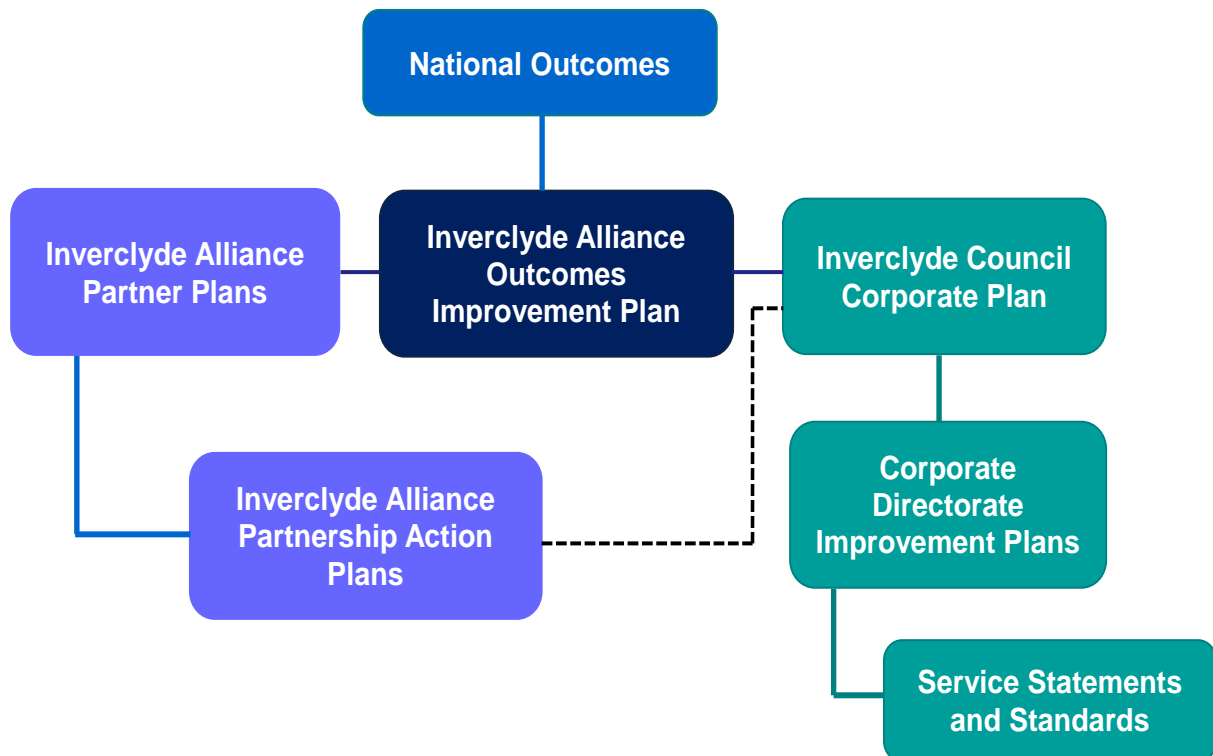 National Outcomes
Inverclyde Alliance
Partner Plans
Inverclyde Alliance
Outcomes
Improvement Plan
Inverclyde Council
Corporate Plan
Inverclyde Alliance
Partnership Action
Plans
Corporate
Directorate
Improvement Plans
Service Statements
and Standards